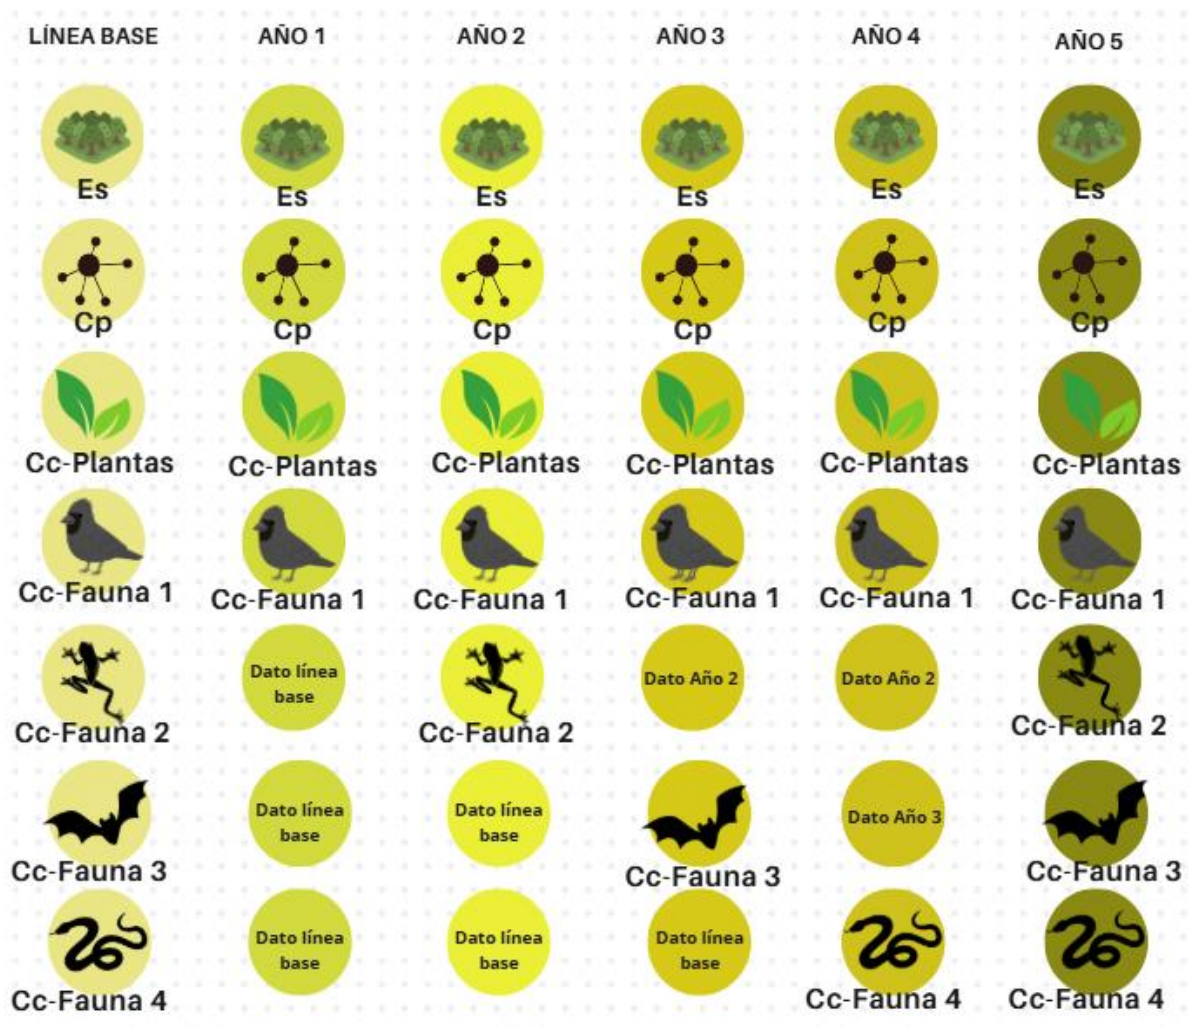 LÍNEA BASE AÑO 1 AÑO 2 AÑO 3 AÑO 4 AÑO 5
Es Es Es Es Es Es
Cp Cp Cp Cp Cp Cp
Cc-Plantas Cc-Plantas Cc-Plantas Cc-Plantas Cc-Plantas Cc-Plantas
Cc-Fauna 1 Cc-Fauna 1 Cc-Fauna 1 Cc-Fauna 1 Cc-Fauna 1 Cc-Fauna 1
Cc-Fauna 2
Dato línea
base
Cc-Fauna 2
Dato Año 2
Dato Año 2
Cc-Fauna 2
Cc-Fauna 3
Dato línea
base
Dato línea
base
Cc-Fauna 3
Dato Año 3
Cc-Fauna 3
Cc-Fauna 4
Dato línea
base
Dato línea
base
Dato línea
base
Cc-Fauna 4
Cc-Fauna 4